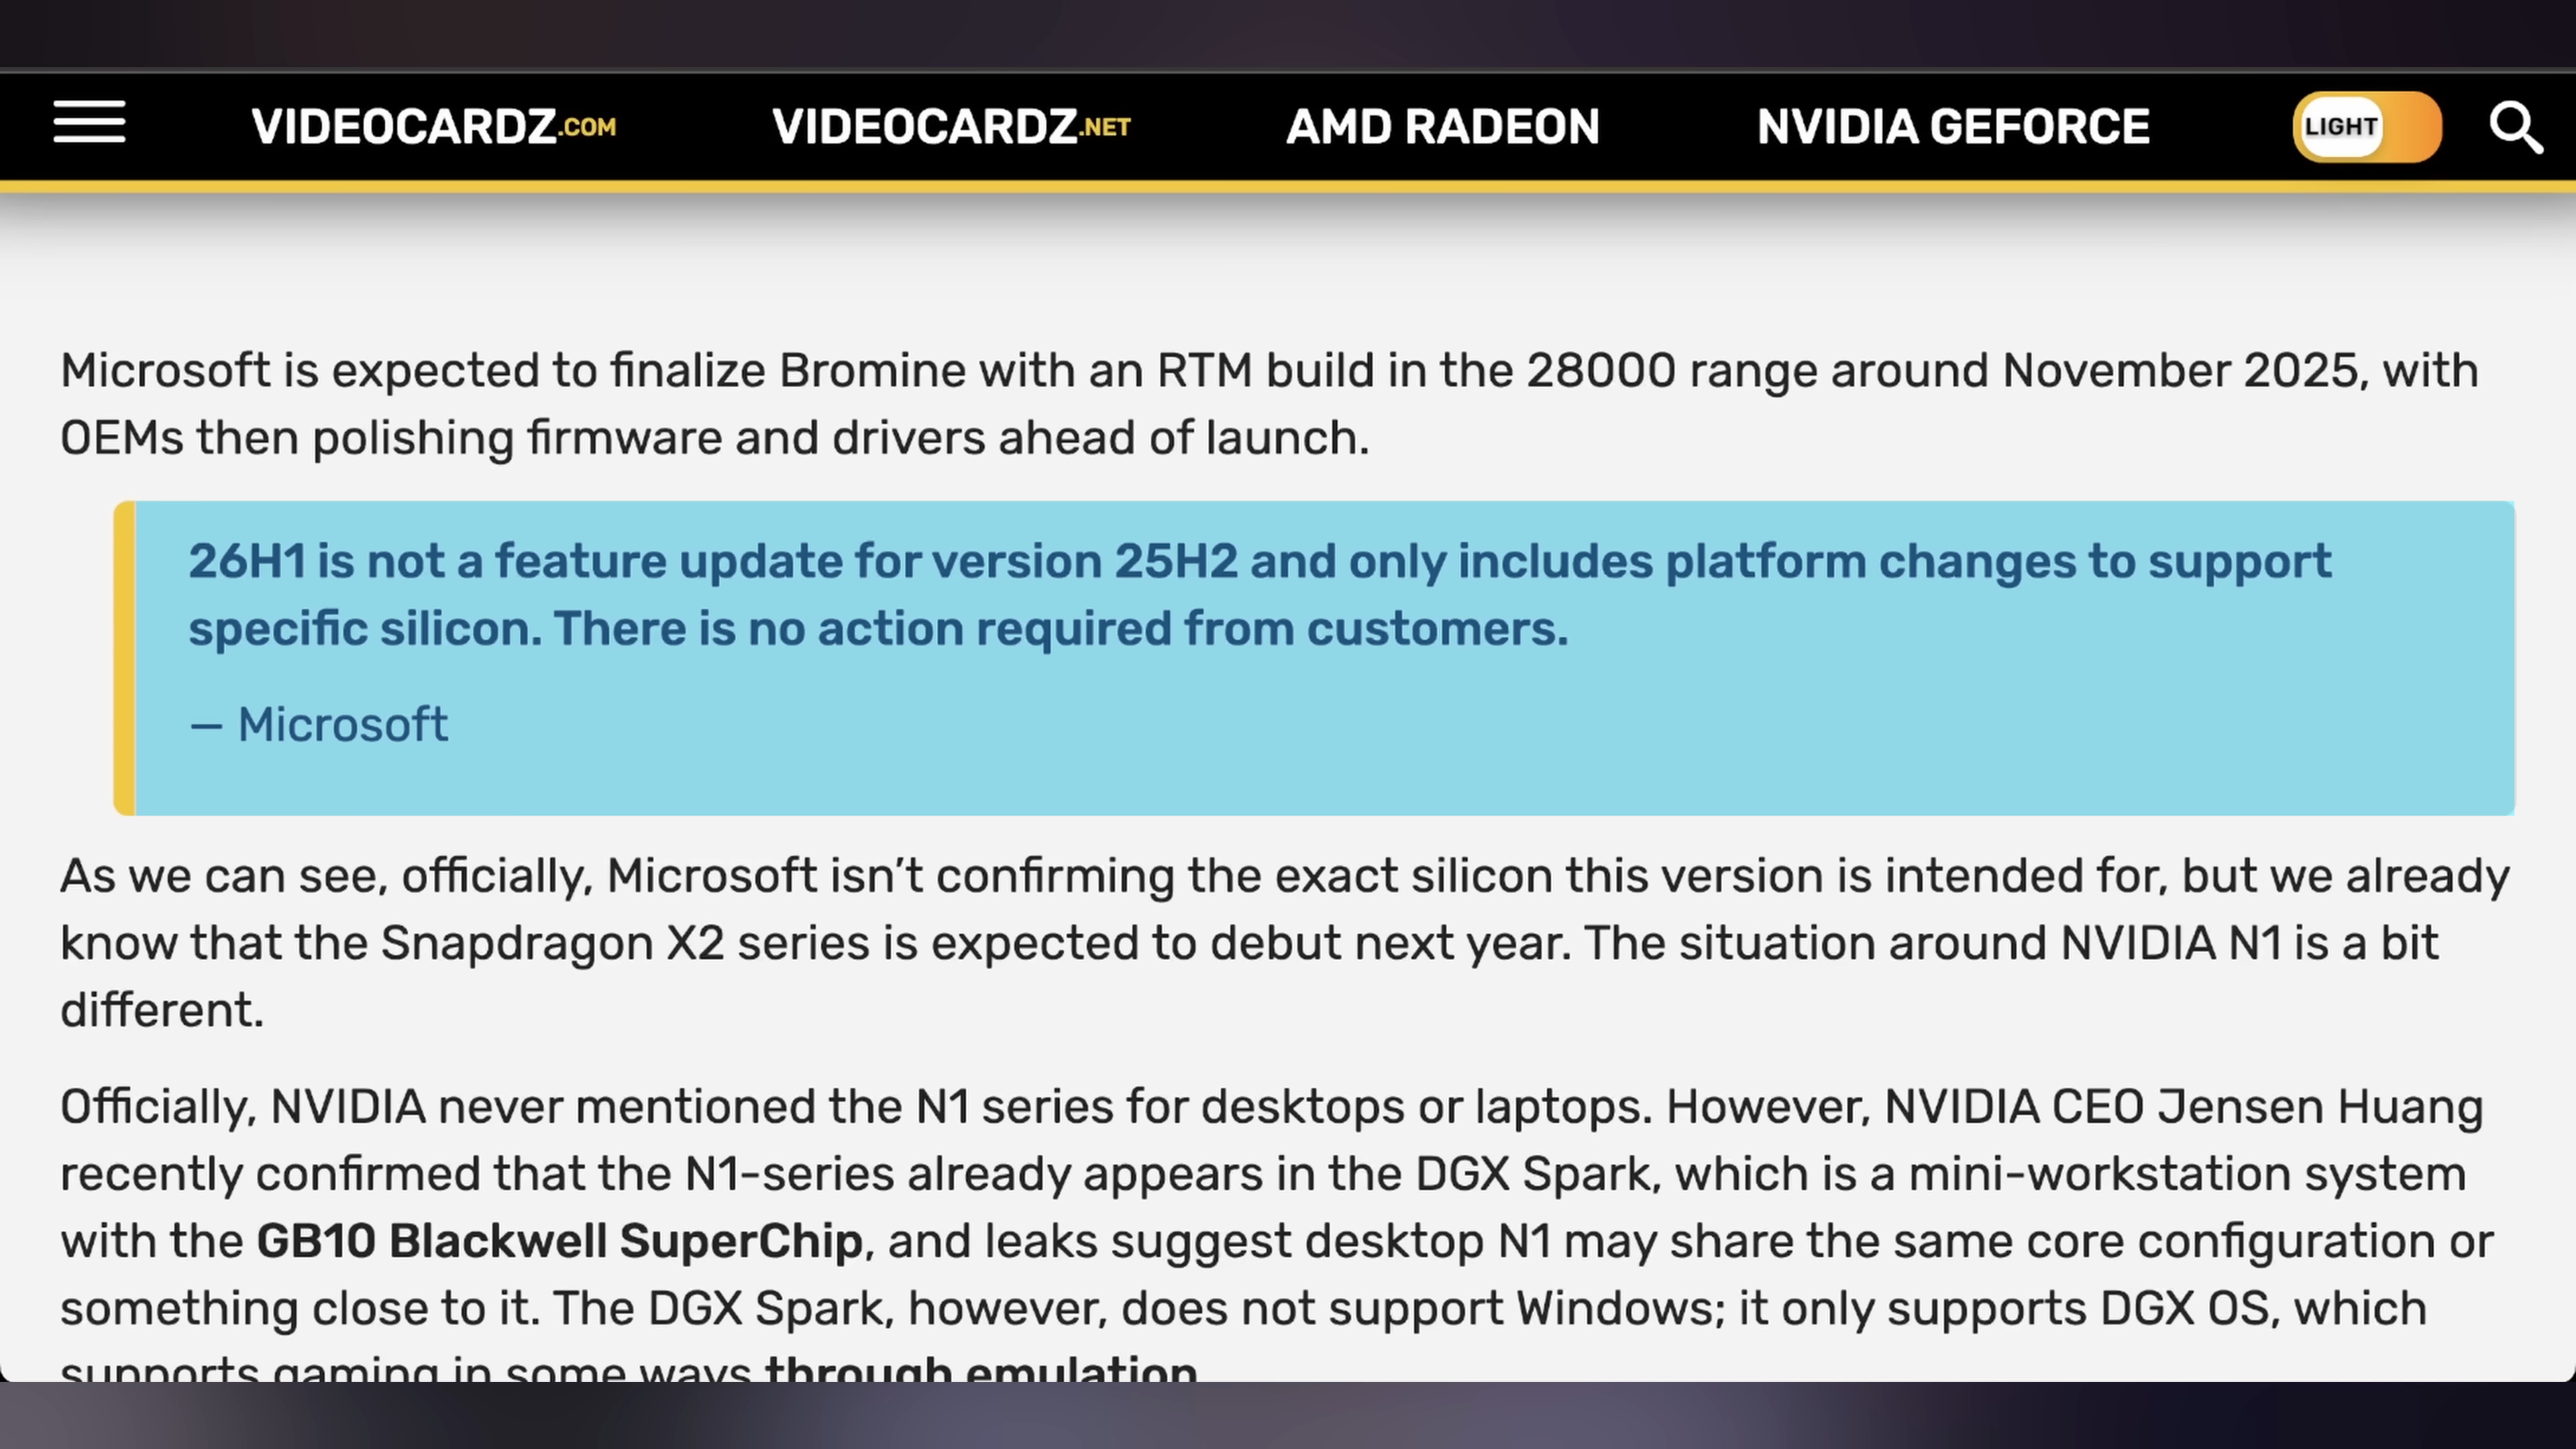 VIDEOCARDZ.COM VIDEOCARDZ.NET AMD RADEON NVIDIA GEFORCE LIGHT
Microsoft is expected to finalize Bromine with an RTM build in the 28000 range around November 2025, with
OEMs then polishing firmware and drivers ahead of launch.
26H1 is not a feature update for version 25H2 and only includes platform changes to support
specific silicon. There is no action required from customers.
— Microsoft
As we can see, officially, Microsoft isn’t confirming the exact silicon this version is intended for, but we already
know that the Snapdragon X2 series is expected to debut next year. The situation around NVIDIA N1 is a bit
different.
Officially, NVIDIA never mentioned the N1 series for desktops or laptops. However, NVIDIA CEO Jensen Huang
recently confirmed that the N1-series already appears in the DGX Spark, which is a mini-workstation system
with the GB10 Blackwell SuperChip, and leaks suggest desktop N1 may share the same core configuration or
something close to it. The DGX Spark, however, does not support Windows; it only supports DGX OS, which
supports gaming in some ways through emulation